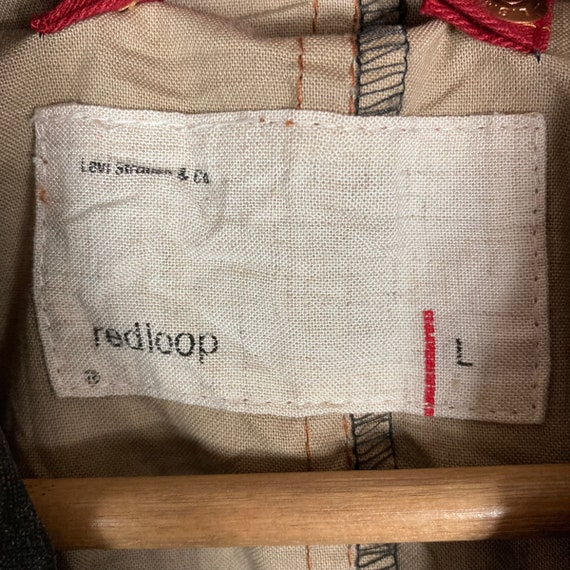 Levi Strauss & Co
redloop
L
®